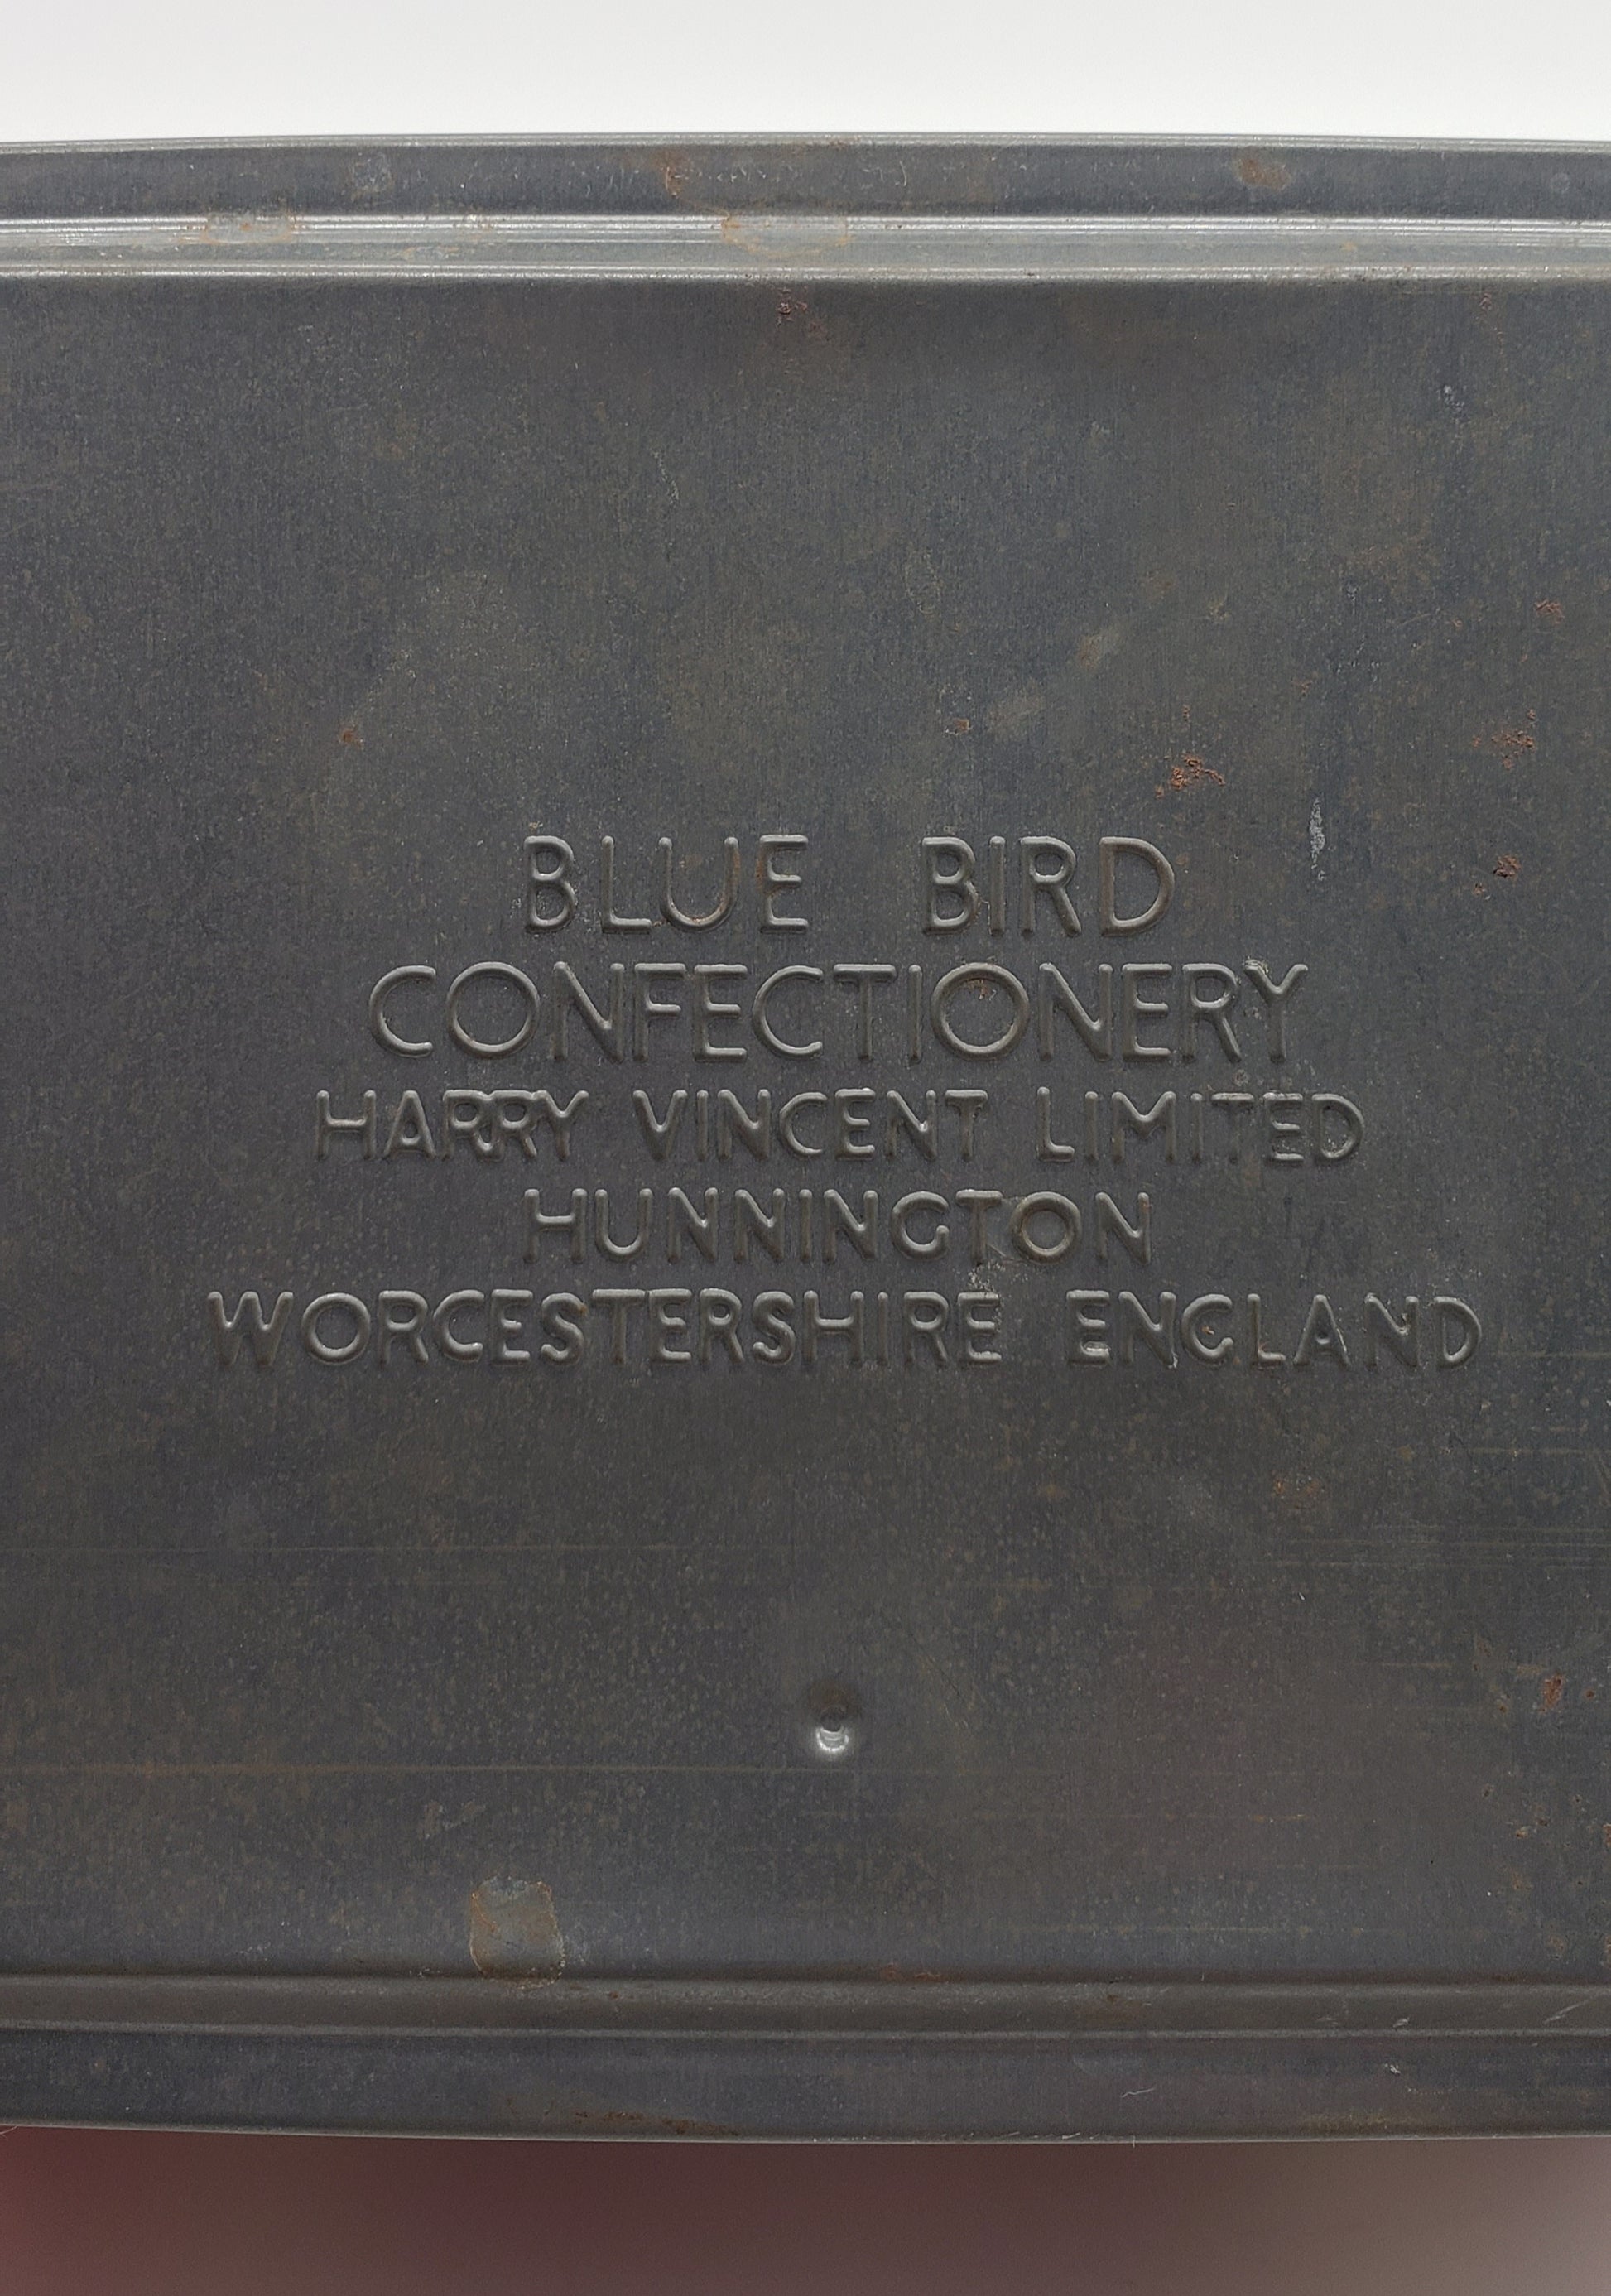 BLUE BIRD
CONFECTIONERY
HARRY VINCENT LIMITED
HUNNINGTON
WORCESTERSHIRE ENGLAND